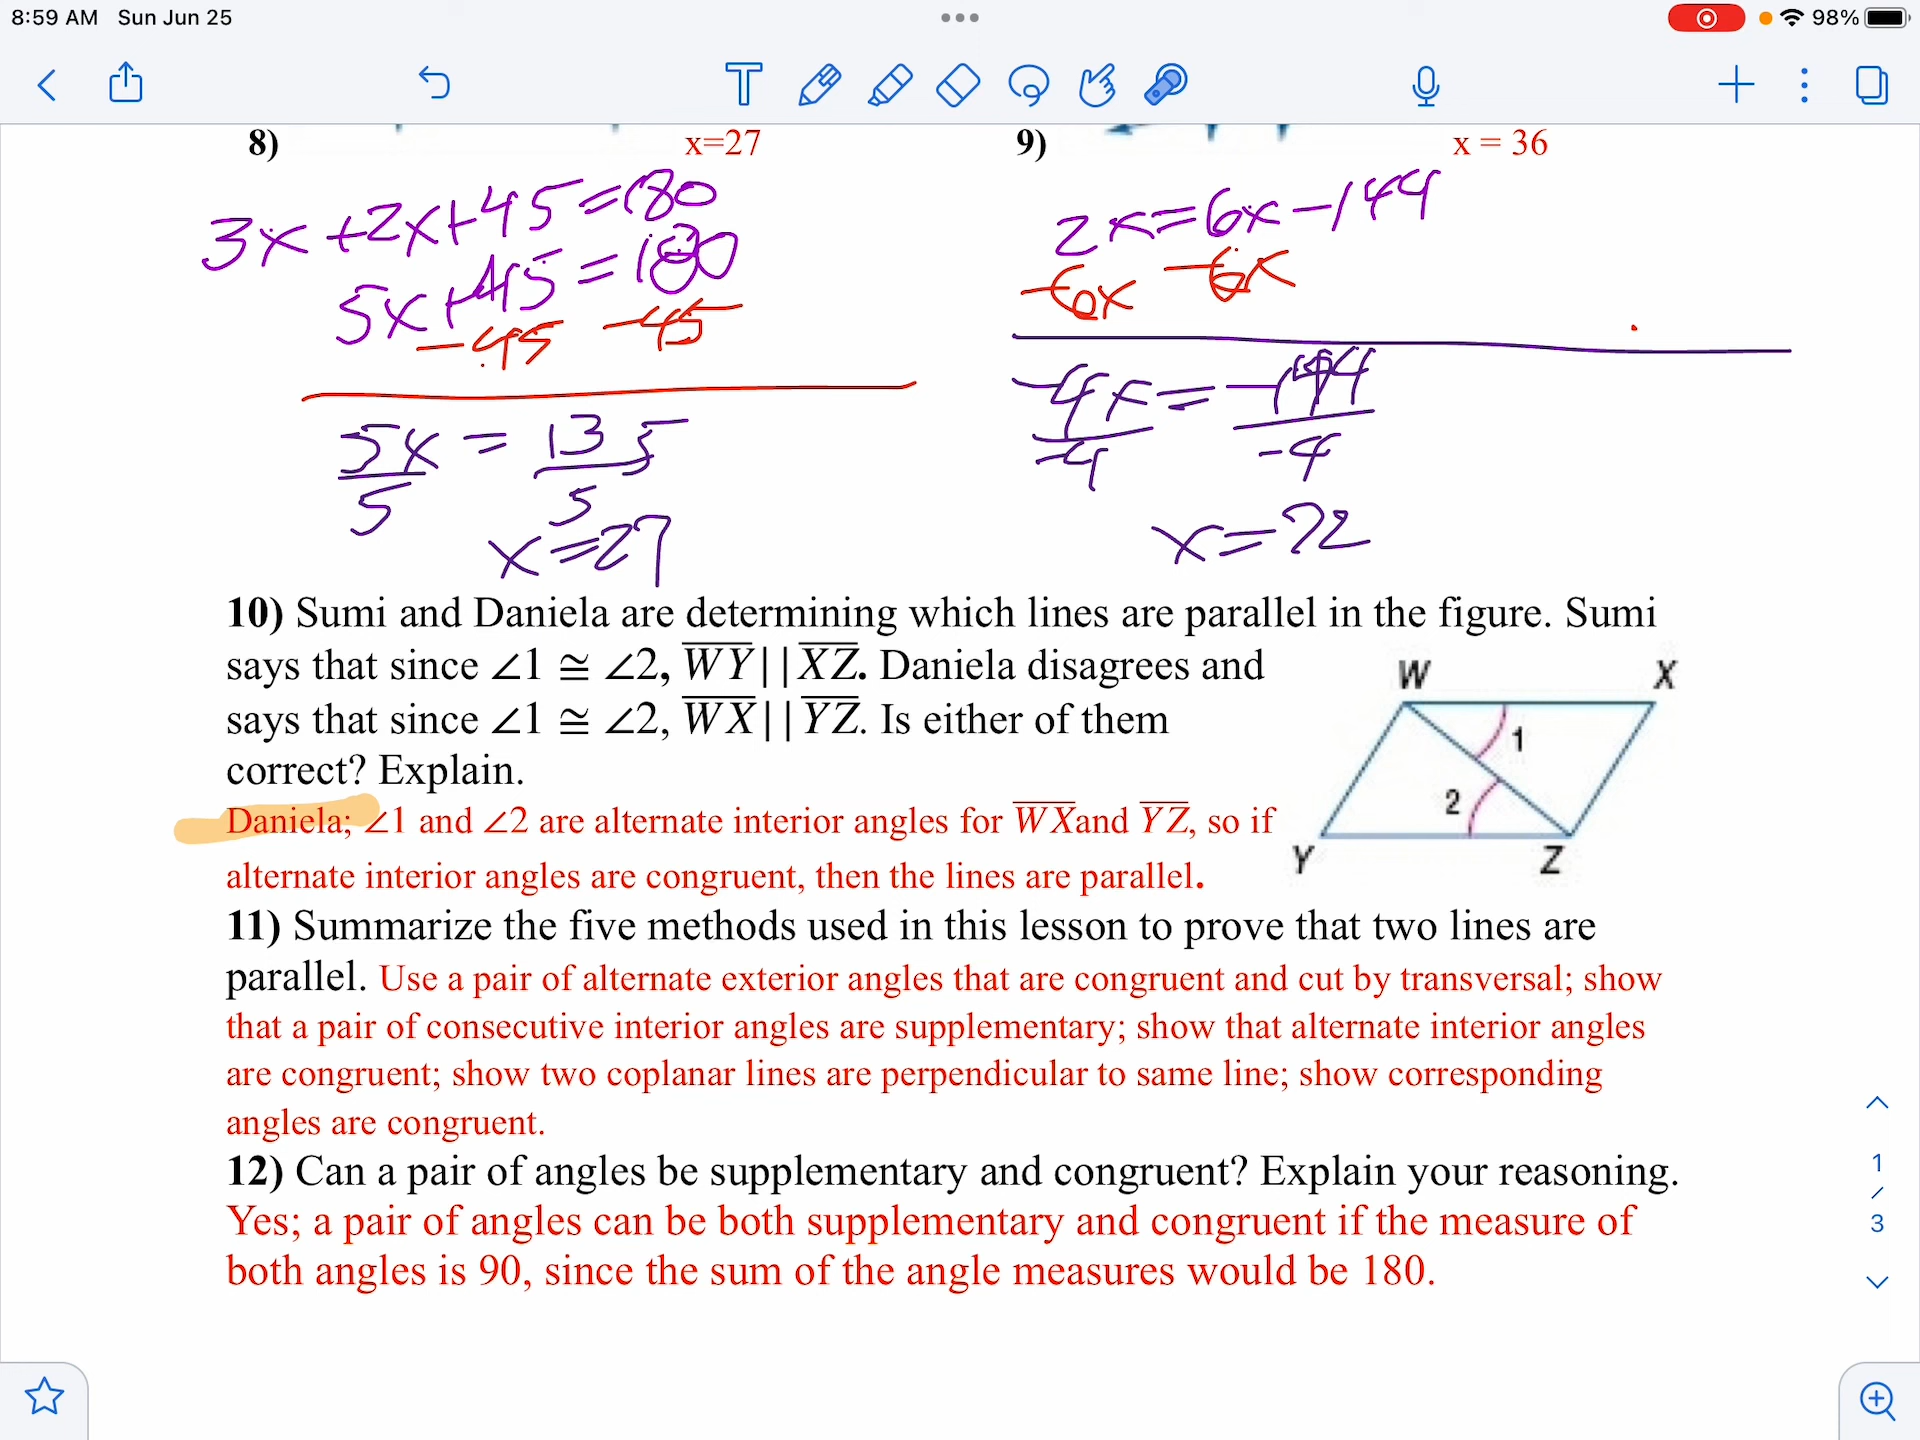 8:59 AM Sun Jun 25
98%
8) x=27
9) x = 36
3x+2x+45=180
5x+45=180
-45 -45
5x = 135
5 5
x=27
2x=6x-144
-6x -6x
-4x=-144
-4 -4
x=72
10) Sumi and Daniela are determining which lines are parallel in the figure. Sumi
says that since ∠1 ≅ ∠2, W̅Y̅||X̅Z̅. Daniela disagrees and
says that since ∠1 ≅ ∠2, W̅X̅||Y̅Z̅. Is either of them
correct? Explain.
Daniela; ∠1 and ∠2 are alternate interior angles for W̅X̅and Y̅Z̅, so if
alternate interior angles are congruent, then the lines are parallel.
W X
1
2
Y Z
11) Summarize the five methods used in this lesson to prove that two lines are
parallel. Use a pair of alternate exterior angles that are congruent and cut by transversal; show
that a pair of consecutive interior angles are supplementary; show that alternate interior angles
are congruent; show two coplanar lines are perpendicular to same line; show corresponding
angles are congruent.
12) Can a pair of angles be supplementary and congruent? Explain your reasoning.
Yes; a pair of angles can be both supplementary and congruent if the measure of
both angles is 90, since the sum of the angle measures would be 180.
1
/
3